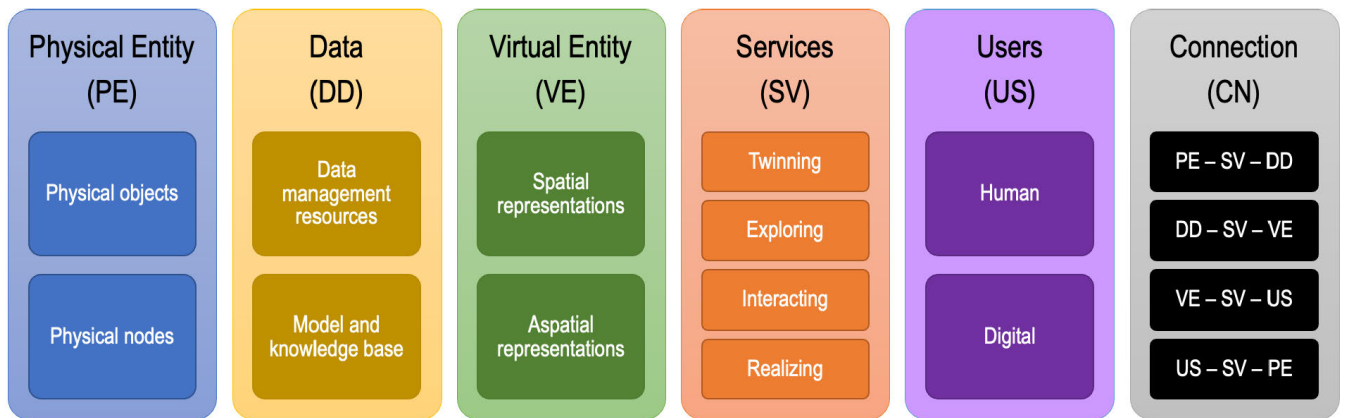 Physical Entity
(PE)
Physical objects
Physical nodes
Data
(DD)
Data
management
resources
Model and
knowledge base
Virtual Entity
(VE)
Spatial
representations
Aspatial
representations
Services
(SV)
Twinning
Exploring
Interacting
Realizing
Users
(US)
Human
Digital
Connection
(CN)
PE – SV – DD
DD – SV – VE
VE – SV – US
US – SV – PE